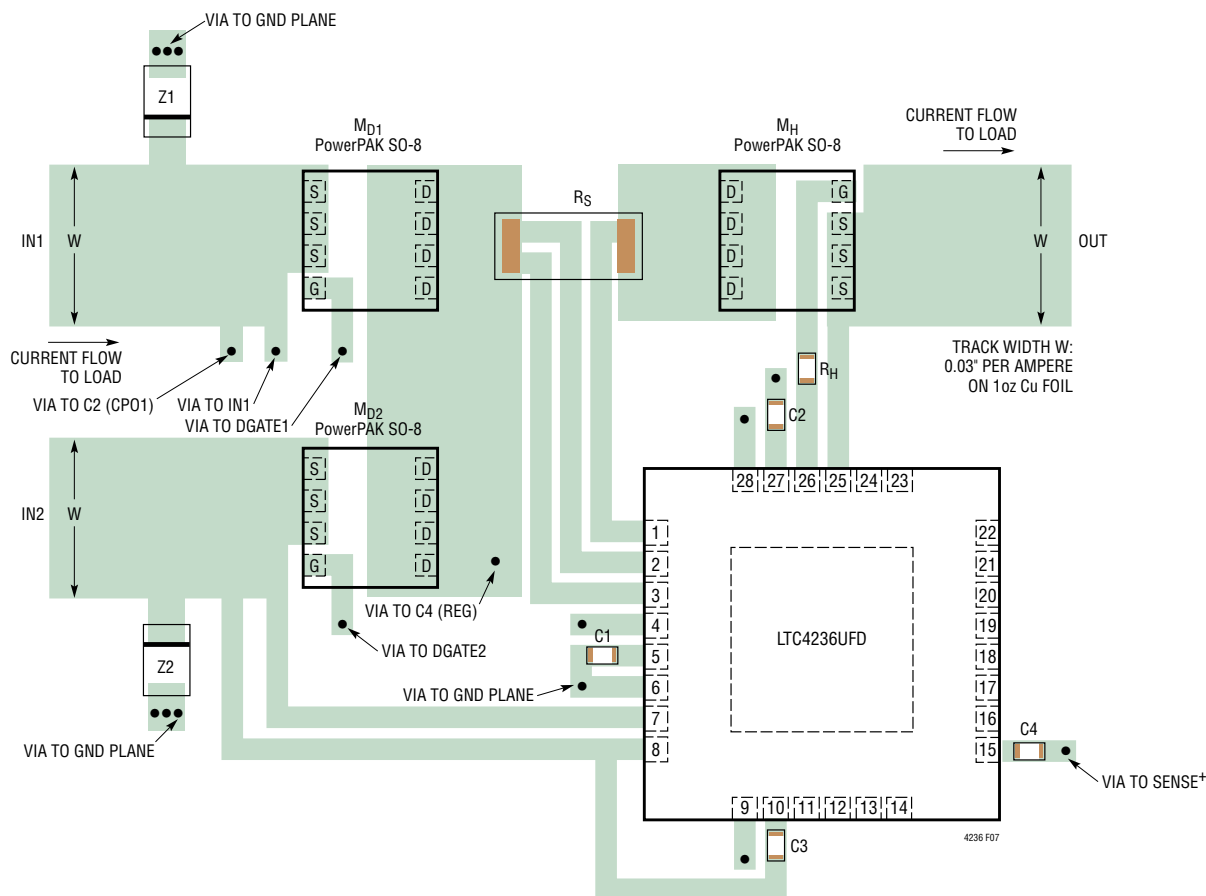 VIA TO GND PLANE
Z1
MD1
PowerPAK SO-8
MH
PowerPAK SO-8
CURRENT FLOW
TO LOAD
RS
S
S
S
G
D
D
D
D
D
D
D
D
G
S
S
S
IN1
W
W
OUT
CURRENT FLOW
TO LOAD
TRACK WIDTH W:
0.03" PER AMPERE
ON 1oz Cu FOIL
VIA TO C2 (CPO1)
VIA TO IN1
VIA TO DGATE1
RH
C2
MD2
PowerPAK SO-8
S
S
S
G
D
D
D
D
IN2
W
28 27 26 25 24 23
1
2
3
4
5
6
7
8
22
21
20
19
18
17
16
15
9 10 11 12 13 14
LTC4236UFD
VIA TO C4 (REG)
VIA TO DGATE2
C1
VIA TO GND PLANE
Z2
VIA TO GND PLANE
C4
VIA TO SENSE+
C3
4236 F07